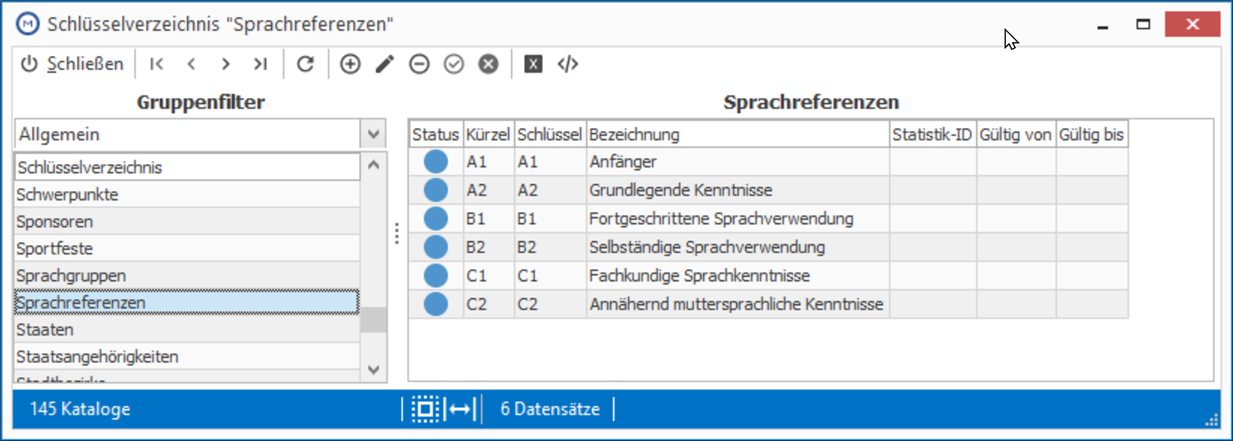 Schlüsselverzeichnis "Sprachreferenzen"
Schließen
Gruppenfilter
Allgemein
Schlüsselverzeichnis
Schwerpunkte
Sponsoren
Sportfeste
Sprachgruppen
Sprachreferenzen
Staaten
Staatsangehörigkeiten
Sprachreferenzen
Status Kürzel Schlüssel Bezeichnung Statistik-ID Gültig von Gültig bis
A1 A1 Anfänger
A2 A2 Grundlegende Kenntnisse
B1 B1 Fortgeschrittene Sprachverwendung
B2 B2 Selbständige Sprachverwendung
C1 C1 Fachkundige Sprachkenntnisse
C2 C2 Annähernd muttersprachliche Kenntnisse
145 Kataloge 6 Datensätze